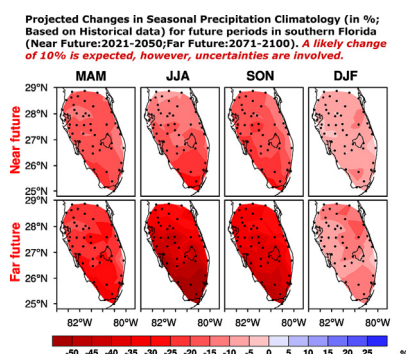 Projected Changes in Seasonal Precipitation Climatology (in %;
Based on Historical data) for future periods in southern Florida
(Near Future:2021-2050;Far Future:2071-2100). A likely change
of 10% is expected, however, uncertainties are involved.
MAM JJA SON DJF
Near future
29°N
28°N
27°N
26°N
25°N
Far future
29°N
28°N
27°N
26°N
25°N
82°W 80°W 82°W 80°W 82°W 80°W 82°W 80°W
-50 -45 -40 -35 -30 -25 -20 -15 -10 -5 0 5 10 15 20 25 %